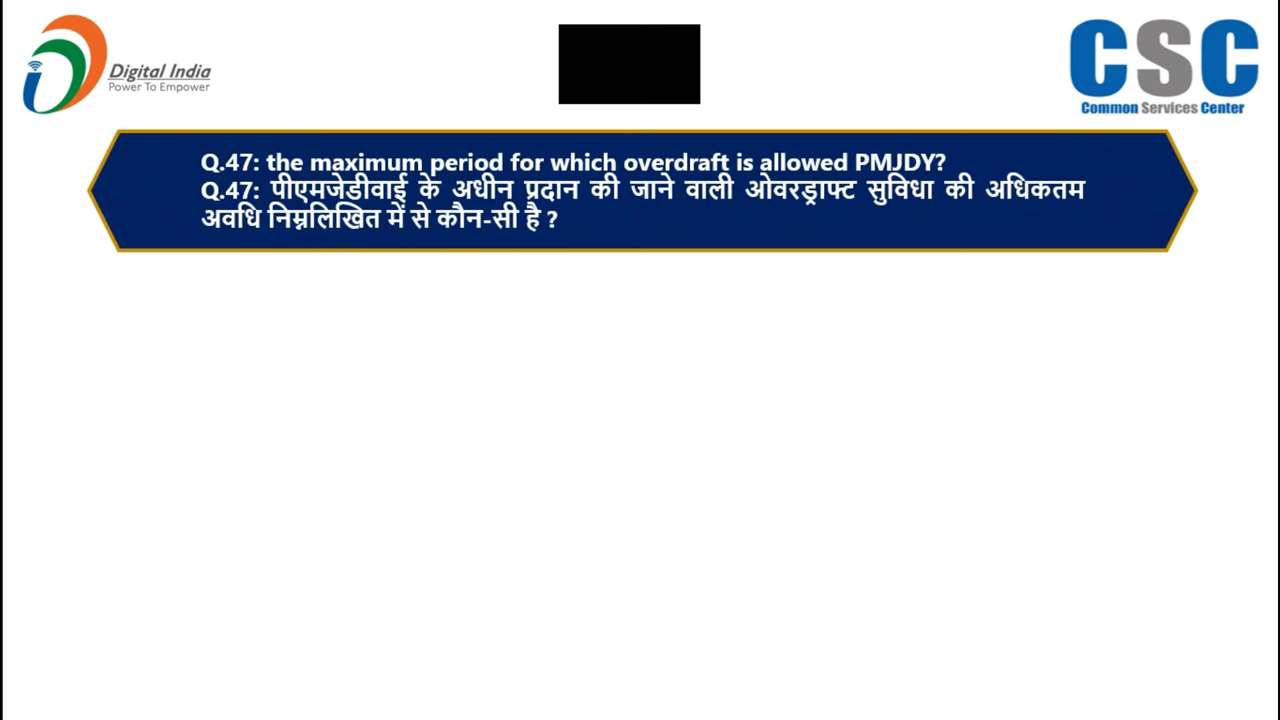 Digital India
Power To Empower
CSC
Common Services Center
Q.47: the maximum period for which overdraft is allowed PMJDY?
Q.47: पीएमजेडीवाई के अधीन प्रदान की जाने वाली ओवरड्राफ्ट सुविधा की अधिकतम
अवधि निम्नलिखित में से कौन-सी है ?